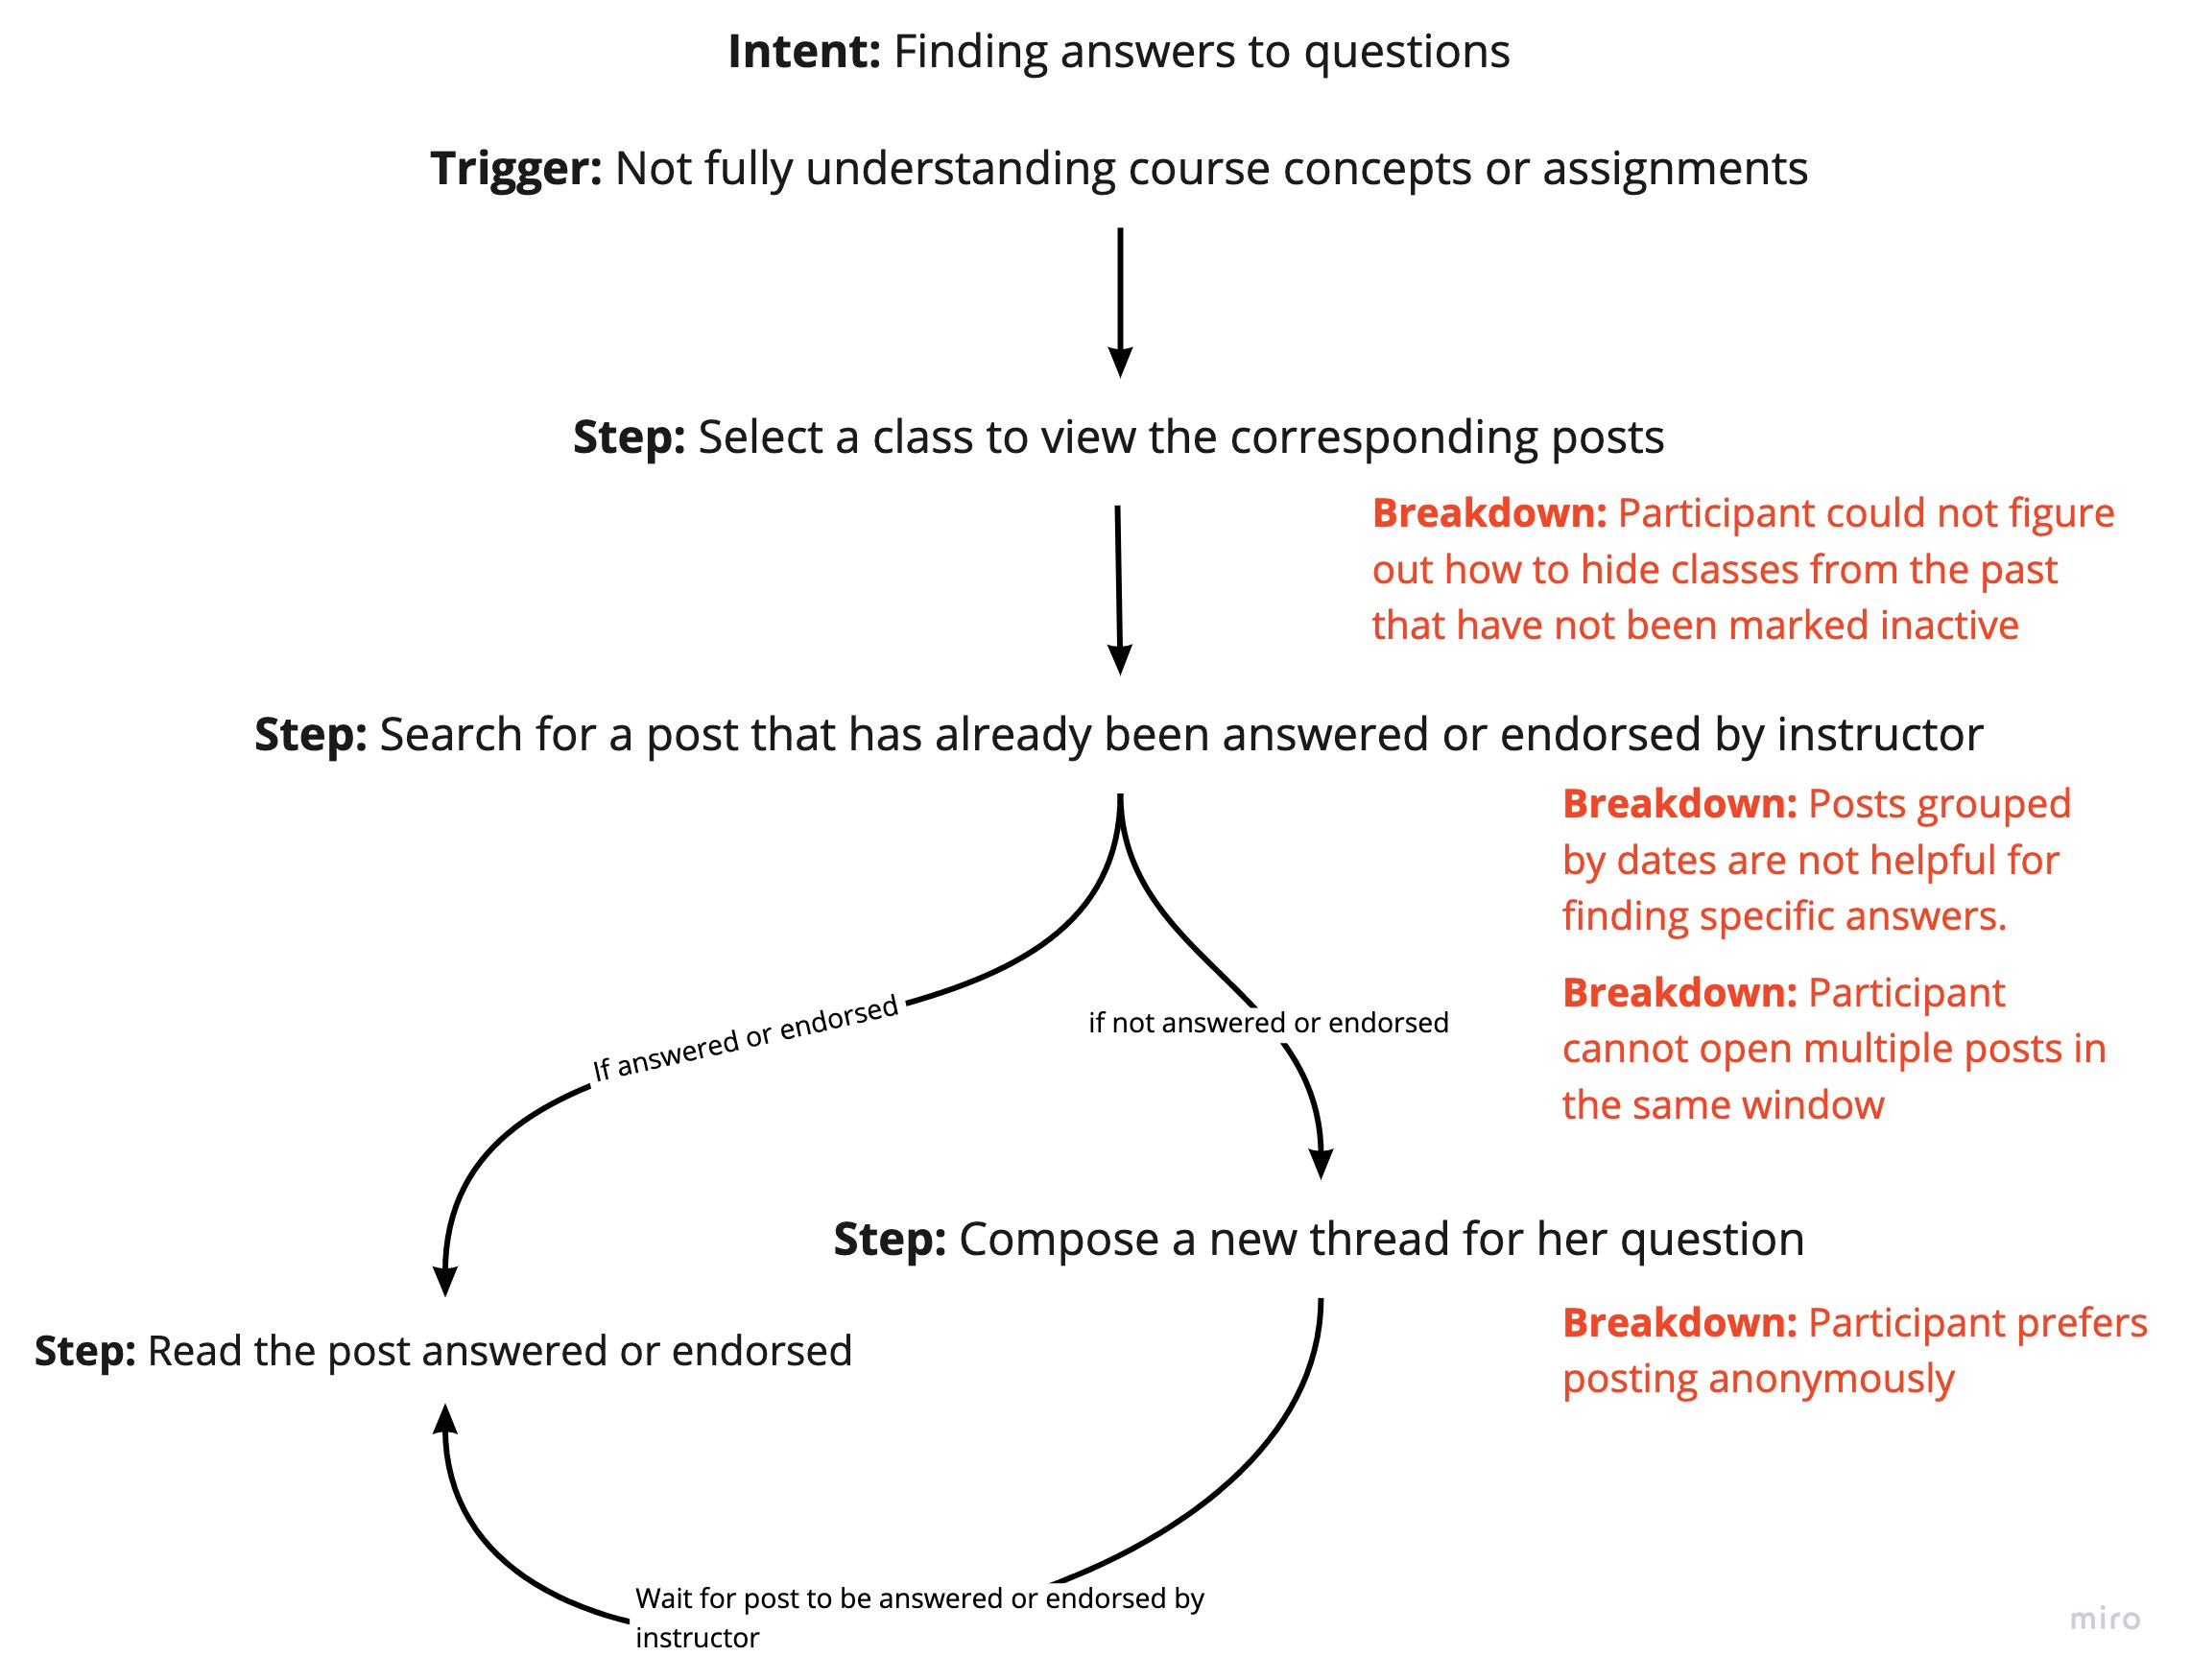 Intent: Finding answers to questions
Trigger: Not fully understanding course concepts or assignments
Step: Select a class to view the corresponding posts
Breakdown: Participant could not figure
out how to hide classes from the past
that have not been marked inactive
Step: Search for a post that has already been answered or endorsed by instructor
Breakdown: Posts grouped
by dates are not helpful for
finding specific answers.
Breakdown: Participant
cannot open multiple posts in
the same window
If answered or endorsed
if not answered or endorsed
Step: Compose a new thread for her question
Breakdown: Participant prefers
posting anonymously
Step: Read the post answered or endorsed
Wait for post to be answered or endorsed by
instructor
miro